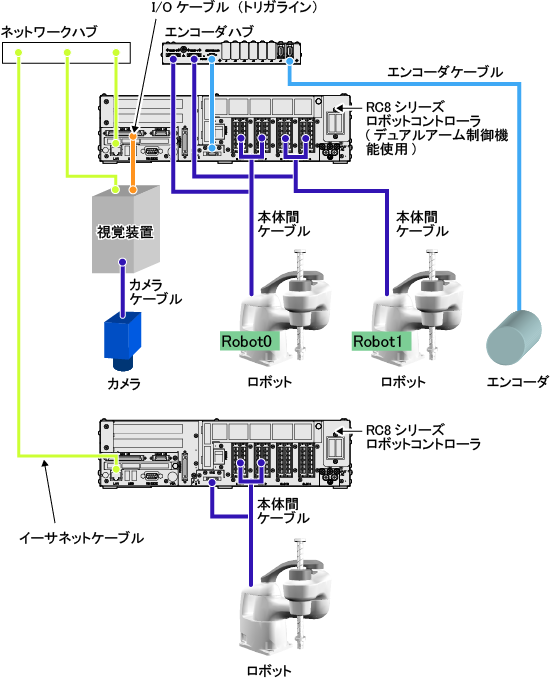 I/O ケーブル （トリガライン）
ネットワークハブ
エンコーダハブ
エンコーダケーブル
RC8 シリーズ
ロボットコントローラ
（デュアルアーム制御機
能使用）
本体間
ケーブル
本体間
ケーブル
視覚装置
カメラ
ケーブル
Robot0
Robot1
カメラ
ロボット
ロボット
エンコーダ
RC8 シリーズ
ロボットコントローラ
本体間
ケーブル
イーサネットケーブル
ロボット